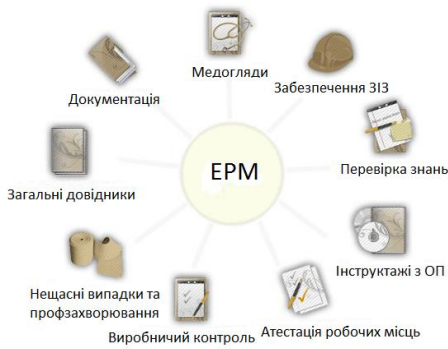 Медогляди
Забезпечення ЗІЗ
Документація
ЕРМ
Перевірка знань
Загальні довідники
Інструктажі з ОП
Нещасні випадки та
профзахворювання
Виробничий контроль
Атестація робочих місць